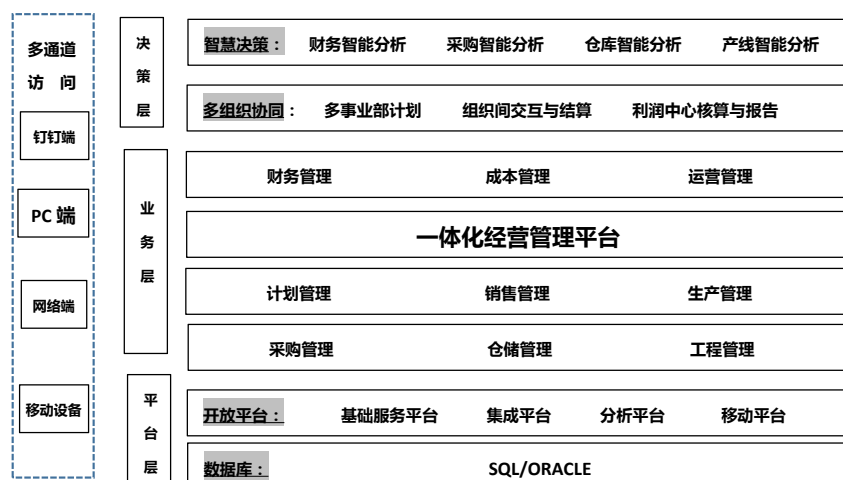 多通道
访 问
钉钉端
PC 端
网络端
移动设备
决
策
层
智慧决策： 财务智能分析 采购智能分析 仓库智能分析 产线智能分析
多组织协同： 多事业部计划 组织间交互与结算 利润中心核算与报告
业
务
层
财务管理 成本管理 运营管理
一体化经营管理平台
计划管理 销售管理 生产管理
采购管理 仓储管理 工程管理
平
台
层
开放平台： 基础服务平台 集成平台 分析平台 移动平台
数据库： SQL/ORACLE